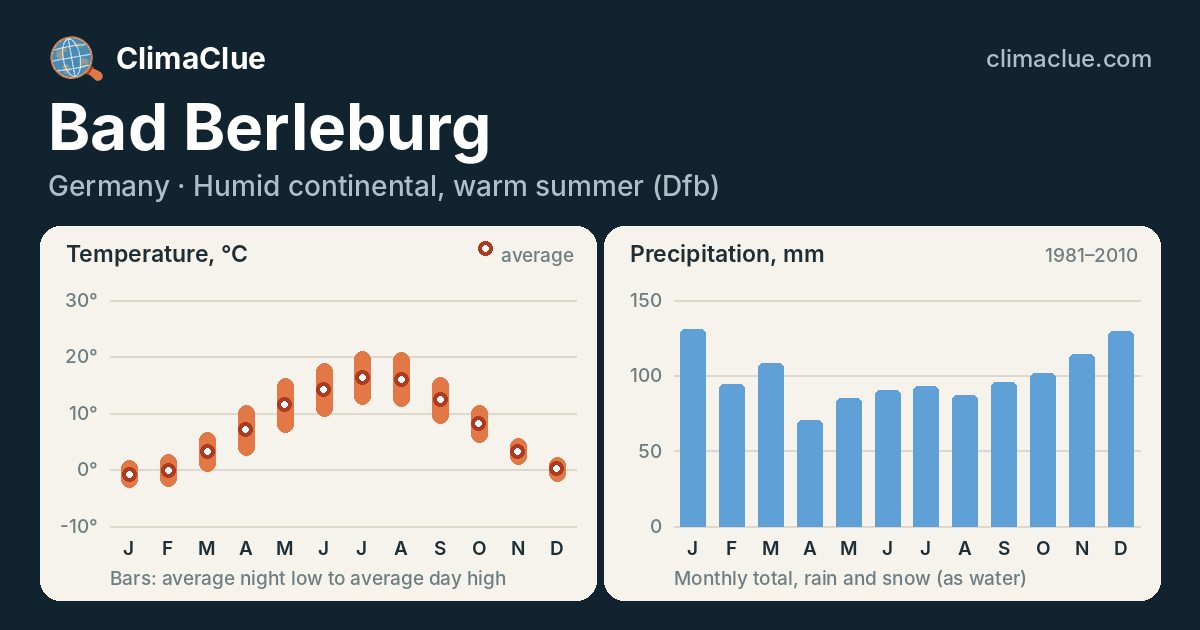 ClimaClue
climaclue.com
Bad Berleburg
Germany · Humid continental, warm summer (Dfb)
Temperature, °C
average
30°
20°
10°
0°
-10°
J F M A M J J A S O N D
Bars: average night low to average day high
Precipitation, mm
1981–2010
150
100
50
0
J F M A M J J A S O N D
Monthly total, rain and snow (as water)